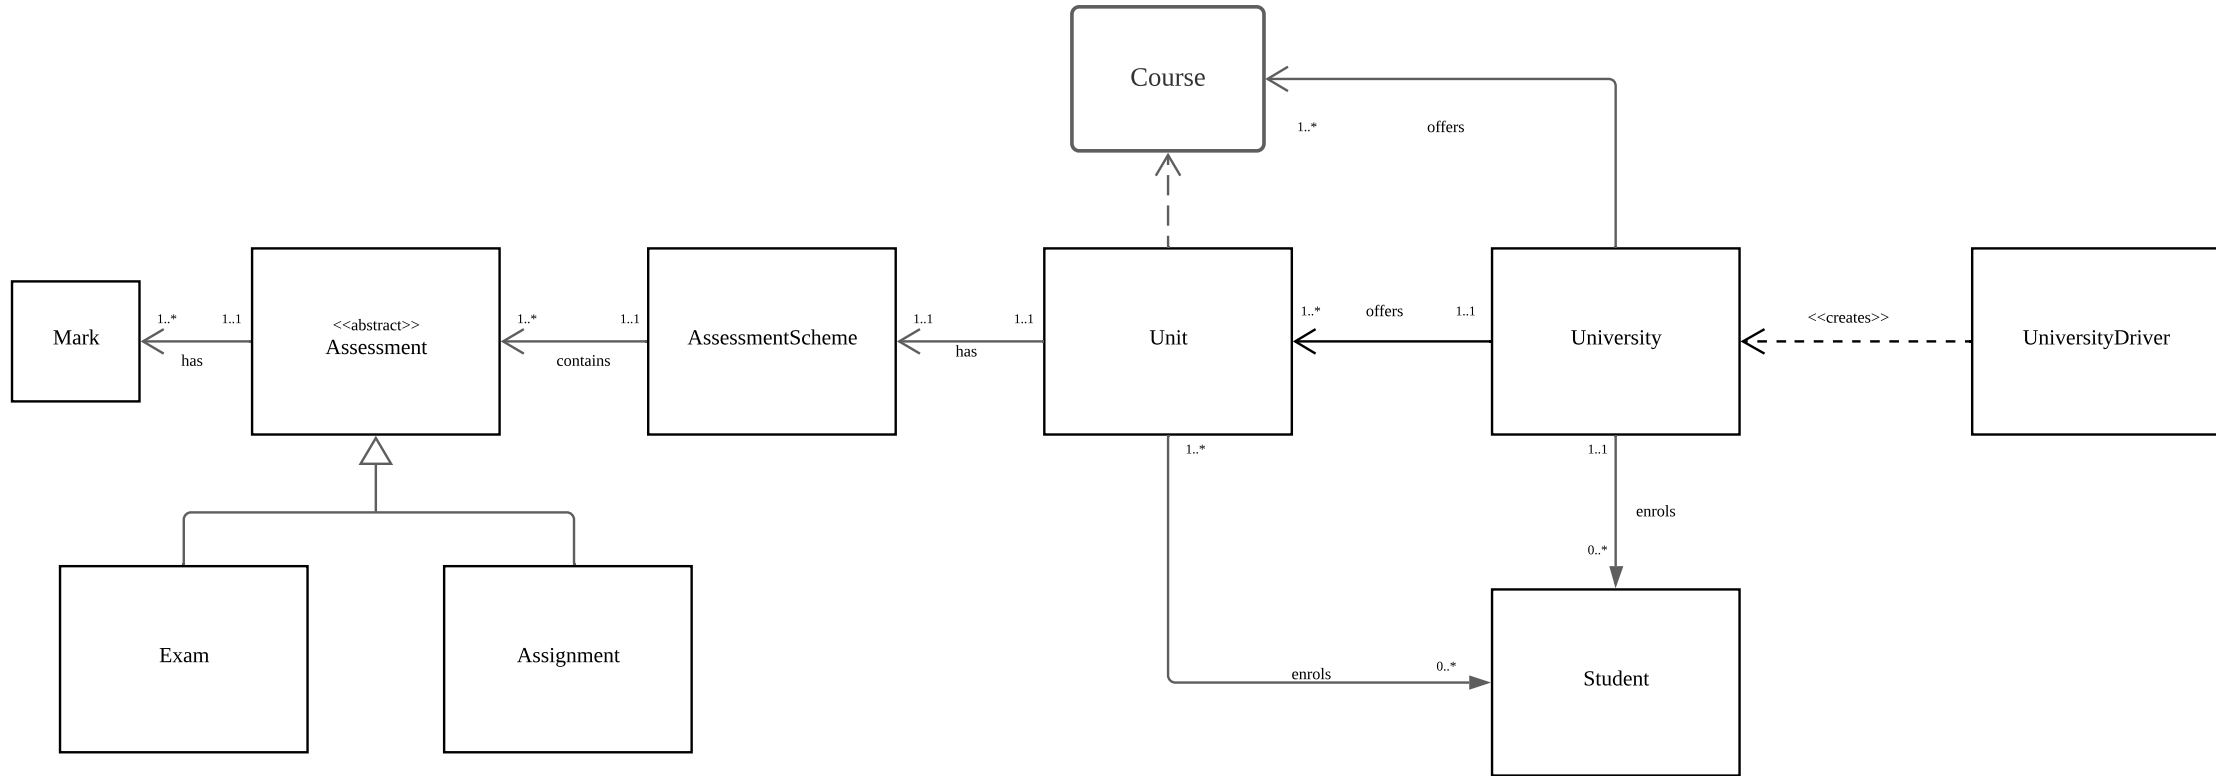 Course
1..*
offers
Mark
1..*
1..1
has
<<abstract>>
Assessment
1..*
1..1
contains
AssessmentScheme
1..1
1..1
has
Unit
1..*
offers
1..1
University
<<creates>>
UniversityDriver
1..*
1..1
enrols
0..*
Exam
Assignment
enrols
0..*
Student